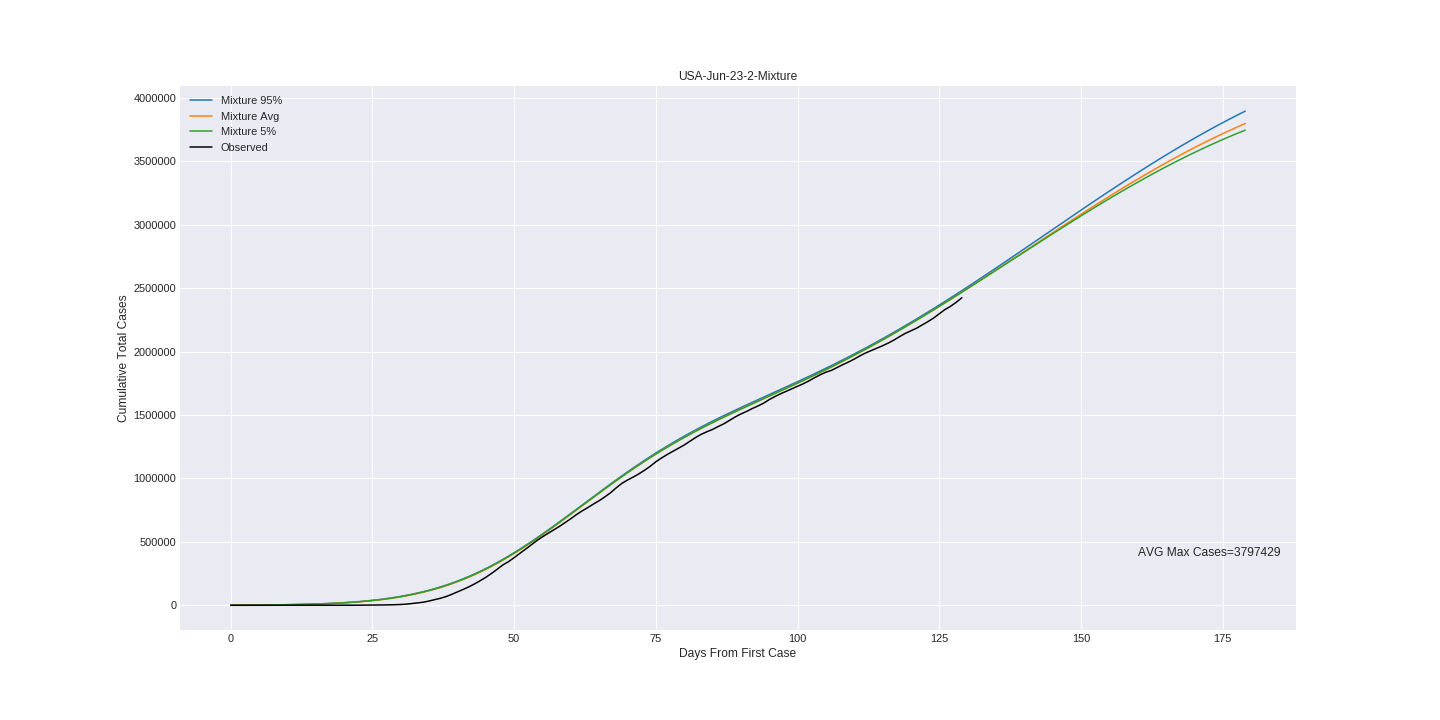 USA-Jun-23-2-Mixture
Mixture 95%
Mixture Avg
Mixture 5%
Observed
4000000
3500000
3000000
2500000
2000000
1500000
1000000
500000
0
Cumulative Total Cases
AVG Max Cases=3797429
0 25 50 75 100 125 150 175
Days From First Case